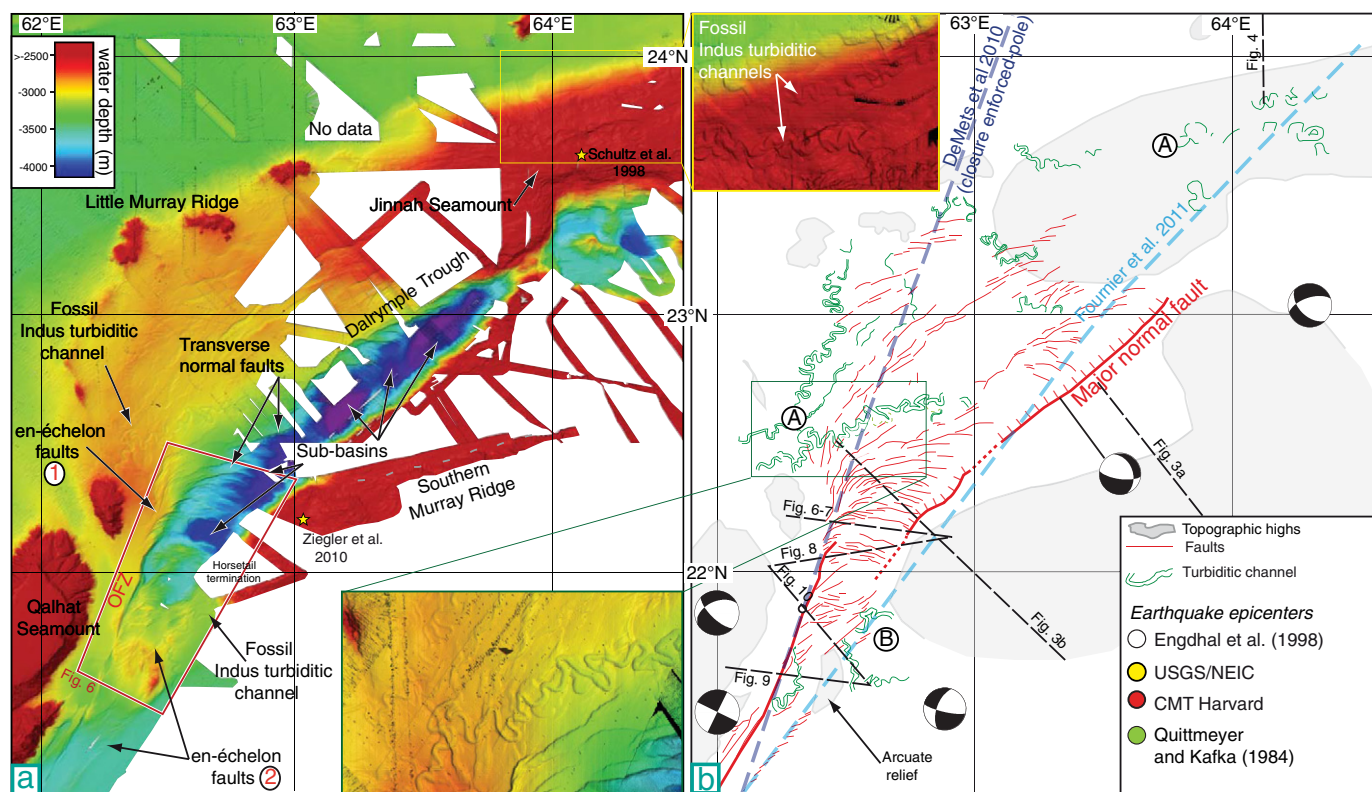 62°E
63°E
64°E
24°N
>-2500
-3000
-3500
-4000
water depth (m)
No data
Schultz et al.
1998
Little Murray Ridge
Jinnah Seamount
Dalrymple Trough
Fossil
Indus turbiditic
channel
Transverse
normal faults
en-échelon
faults
1
Sub-basins
Southern
Murray Ridge
Ziegler et al.
2010
Horsetail
termination
OFZ
Qalhat
Seamount
Fossil
Indus turbiditic
channel
Fig. 6
en-échelon
faults 2
a
23°N
22°N
Fossil
Indus turbiditic
channels
63°E
64°E
DeMets et al 2010
(closure enforced-pole)
Fig. 4
A
Fournier et al. 2011
Major normal fault
A
Fig. 3a
Fig. 6-7
Fig. 8
Fig. 10
Fig. 3b
B
Fig. 9
Arcuate
relief
b
Topographic highs
Faults
Turbiditic channel
Earthquake epicenters
Engdhal et al. (1998)
USGS/NEIC
CMT Harvard
Quittmeyer
and Kafka (1984)